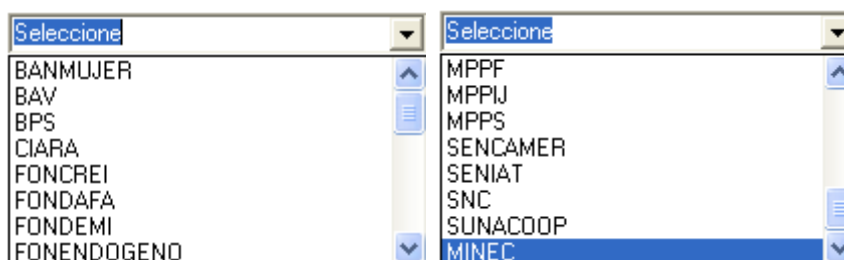 Seleccione
BANMUJER
BAV
BPS
CIARA
FONCREI
FONDAFA
FONDEMI
FONENDOGENO
Seleccione
MPPF
MPPIJ
MPPS
SENCAMER
SENIAT
SNC
SUNACOOP
MINEC